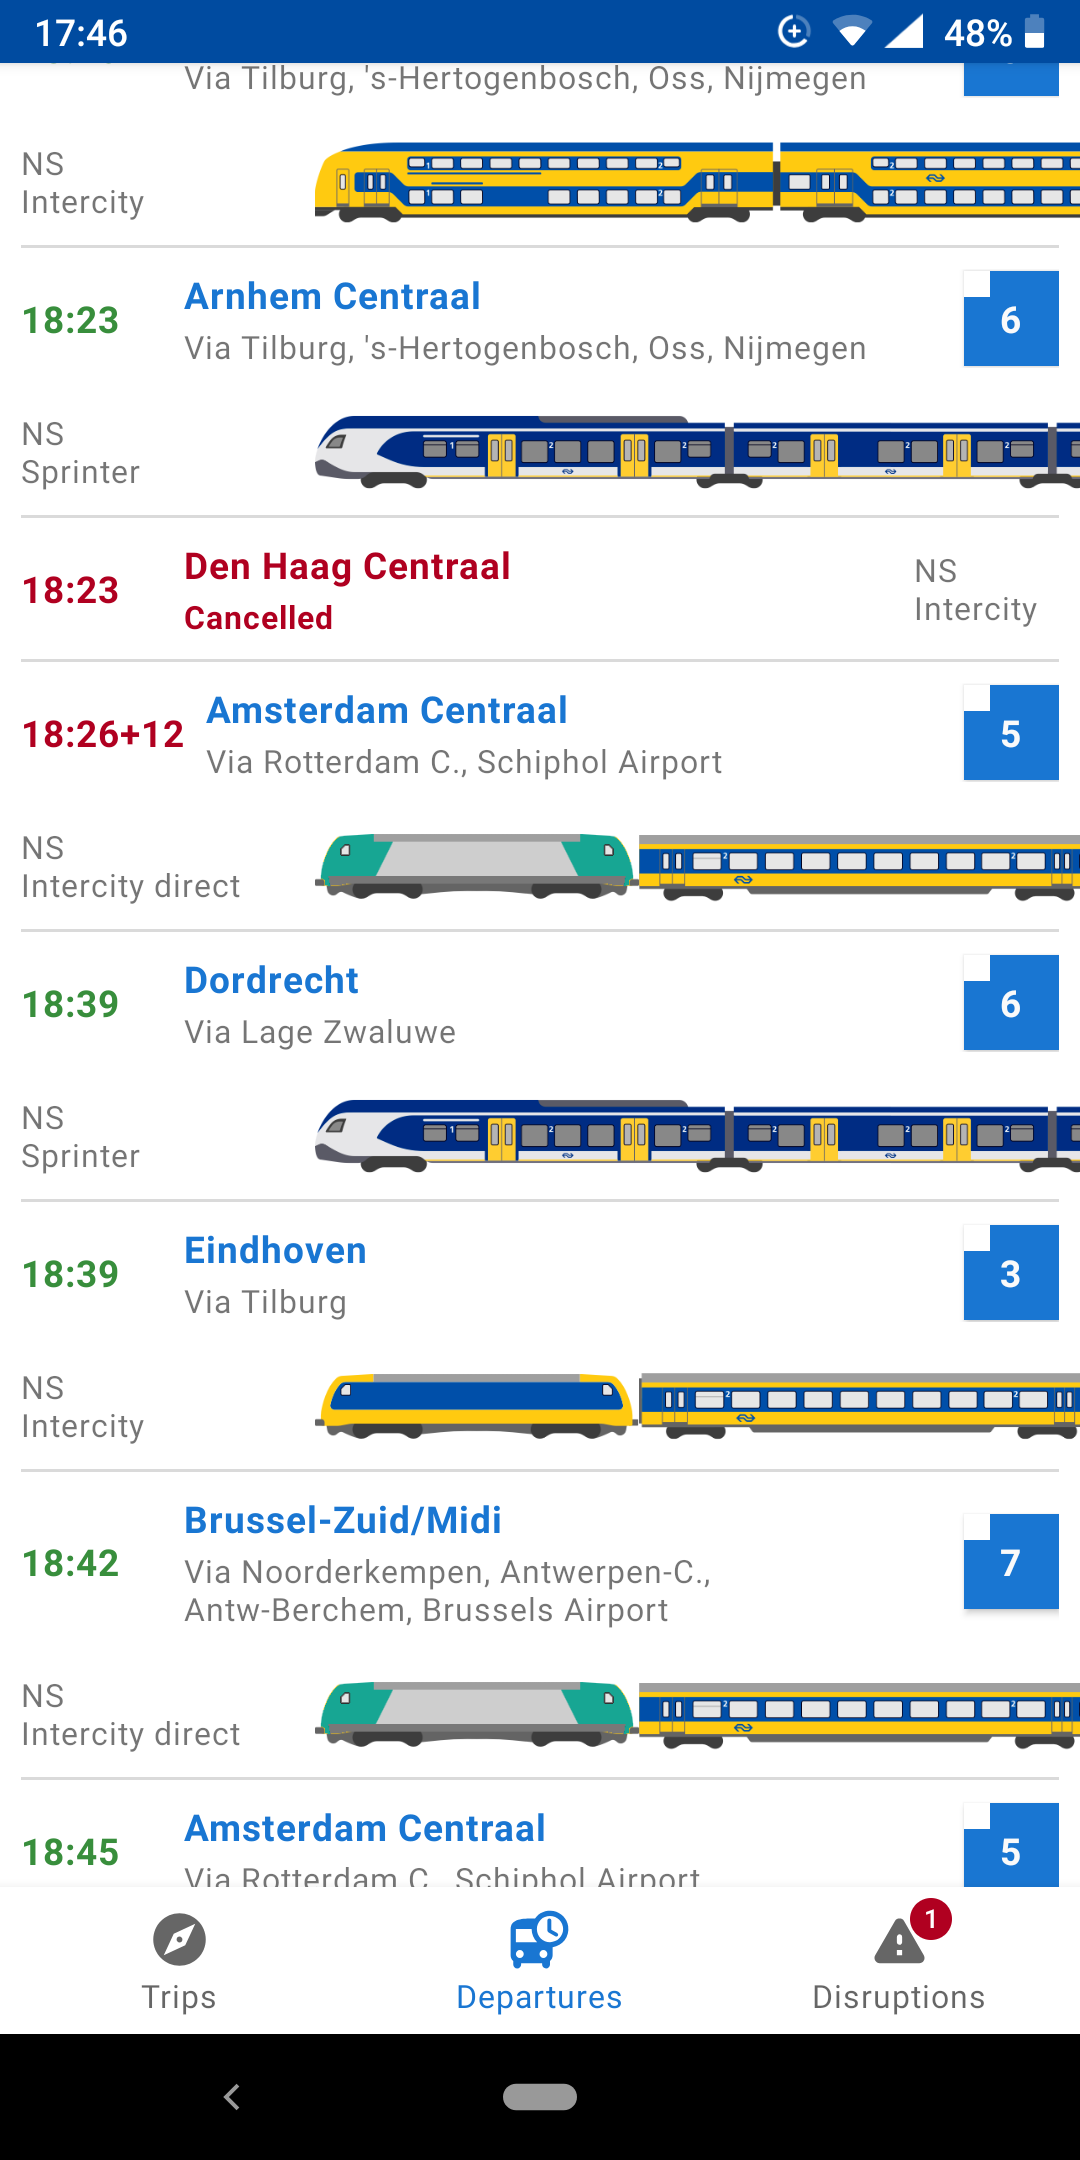 17:46
48%
Via Tilburg, 's-Hertogenbosch, Oss, Nijmegen
NS
Intercity
18:23
Arnhem Centraal
Via Tilburg, 's-Hertogenbosch, Oss, Nijmegen
6
NS
Sprinter
18:23
Den Haag Centraal
Cancelled
NS
Intercity
18:26+12
Amsterdam Centraal
Via Rotterdam C., Schiphol Airport
5
NS
Intercity direct
18:39
Dordrecht
Via Lage Zwaluwe
6
NS
Sprinter
18:39
Eindhoven
Via Tilburg
3
NS
Intercity
18:42
Brussel-Zuid/Midi
Via Noorderkempen, Antwerpen-C.,
Antw-Berchem, Brussels Airport
7
NS
Intercity direct
18:45
Amsterdam Centraal
Via Rotterdam C., Schiphol Airport
5
1
Trips
Departures
Disruptions